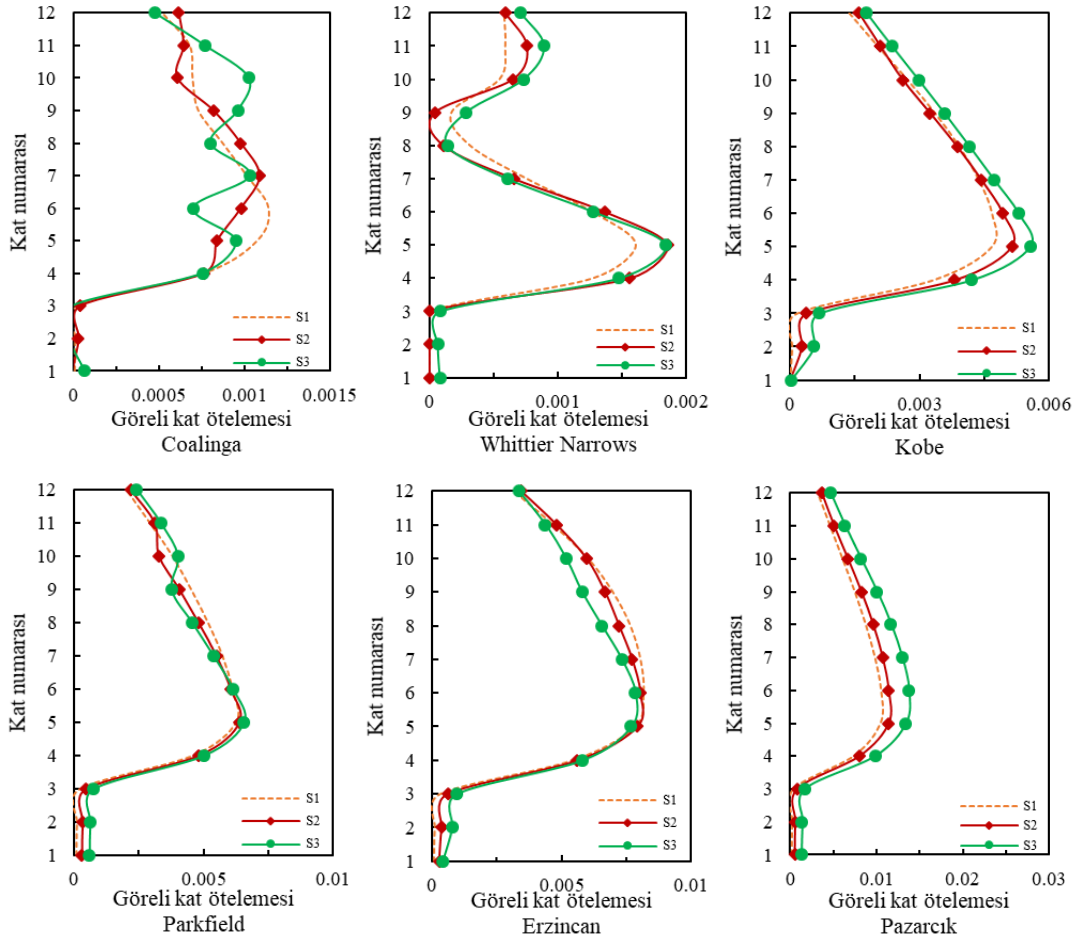 12
11
10
9
8
7
6
5
4
3
2
1
Kat numarası
S1
S2
S3
0 0.0005 0.001 0.0015
Göreli kat ötelemesi
Coalinga
12
11
10
9
8
7
6
5
4
3
2
1
Kat numarası
S1
S2
S3
0 0.001 0.002
Göreli kat ötelemesi
Whittier Narrows
12
11
10
9
8
7
6
5
4
3
2
1
Kat numarası
S1
S2
S3
0 0.003 0.006
Göreli kat ötelemesi
Kobe
12
11
10
9
8
7
6
5
4
3
2
1
Kat numarası
S1
S2
S3
0 0.005 0.01
Göreli kat ötelemesi
Parkfield
12
11
10
9
8
7
6
5
4
3
2
1
Kat numarası
S1
S2
S3
0 0.005 0.01
Göreli kat ötelemesi
Erzincan
12
11
10
9
8
7
6
5
4
3
2
1
Kat numarası
S1
S2
S3
0 0.01 0.02 0.03
Göreli kat ötelemesi
Pazarcık